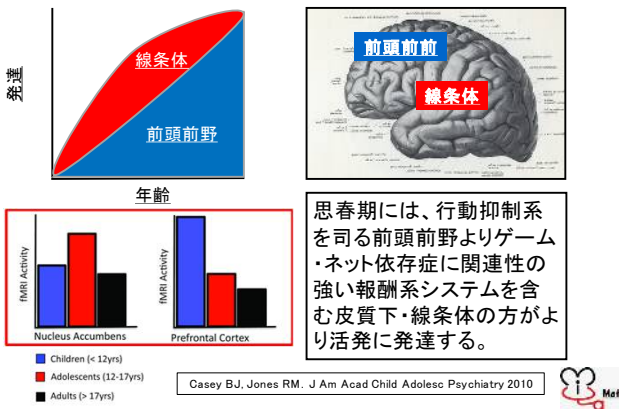 発達
線条体
前頭前野
年齢
前頭前前
線条体
fMRI Activity
Nucleus Accumbens
fMRI Activity
Prefrontal Cortex
Children (< 12yrs)
Adolescents (12-17yrs)
Adults (> 17yrs)
思春期には、行動抑制系
を司る前頭前野よりゲーム
・ネット依存症に関連性の
強い報酬系システムを含
む皮質下・線条体の方がよ
り活発に発達する。
Casey BJ, Jones RM. J Am Acad Child Adolesc Psychiatry 2010